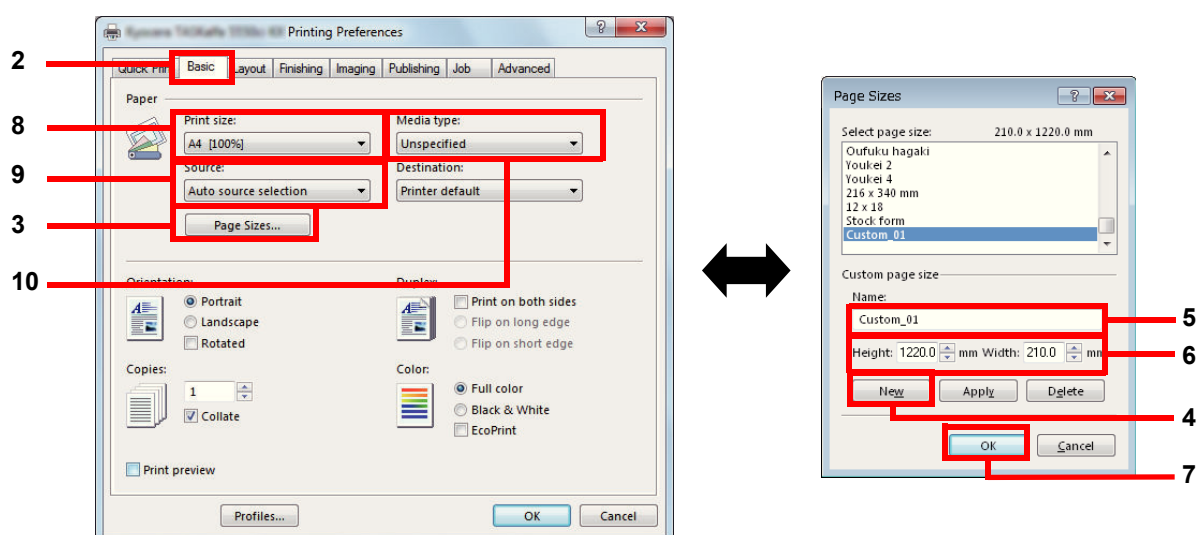 Printing Preferences
2
Quick Print Basic Layout Finishing Imaging Publishing Job Advanced
Paper
8
Print size:
A4 [100%]
Media type:
Unspecified
9
Source:
Auto source selection
Destination:
Printer default
3
Page Sizes...
10
Orientation:
Portrait
Landscape
Rotated
Duplex:
Print on both sides
Flip on long edge
Flip on short edge
Copies:
1
Collate
Color:
Full color
Black & White
EcoPrint
Print preview
Profiles...
OK
Cancel
Page Sizes
Select page size: 210.0 x 1220.0 mm
Oufuku hagaki
Youkei 2
Youkei 4
216 x 340 mm
12 x 18
Stock form
Custom_01
Custom page size
Name:
Custom_01
5
Height: 1220.0 mm Width: 210.0 mm
6
New
Apply
Delete
4
OK
Cancel
7